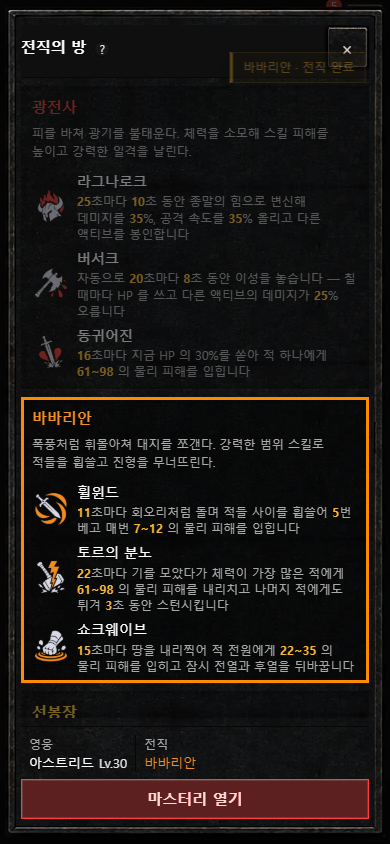 전직의 방 ?
×
바바리안 · 전직 완료
광전사
피를 바쳐 광기를 불태운다. 체력을 소모해 스킬 피해를
높이고 강력한 일격을 날린다.
라그나로크
25초마다 10초 동안 종말의 힘으로 변신해
데미지를 35%, 공격 속도를 35% 올리고 다른
액티브를 봉인합니다
버서크
자동으로 20초마다 8초 동안 이성을 놓습니다 — 칠
때마다 HP 를 쓰고 다른 액티브의 데미지가 25%
오릅니다
동귀어진
16초마다 지금 HP 의 30%를 쏟아 적 하나에게
61~98 의 물리 피해를 입힙니다
바바리안
폭풍처럼 휘몰아쳐 대지를 쪼갠다. 강력한 범위 스킬로
적들을 휩쓸고 진형을 무너뜨린다.
휠윈드
11초마다 회오리처럼 돌며 적들 사이를 휩쓸어 5번
베고 매번 7~12 의 물리 피해를 입힙니다
토르의 분노
22초마다 기를 모았다가 체력이 가장 많은 적에게
61~98 의 물리 피해를 내리치고 나머지 적에게도
튀겨 3초 동안 스턴시킵니다
쇼크웨이브
15초마다 땅을 내리찍어 적 전원에게 22~35 의
물리 피해를 입히고 잠시 전열과 후열을 뒤바꿉니다
선봉장
영웅
아스트리드 Lv.30
전직
바바리안
마스터리 열기